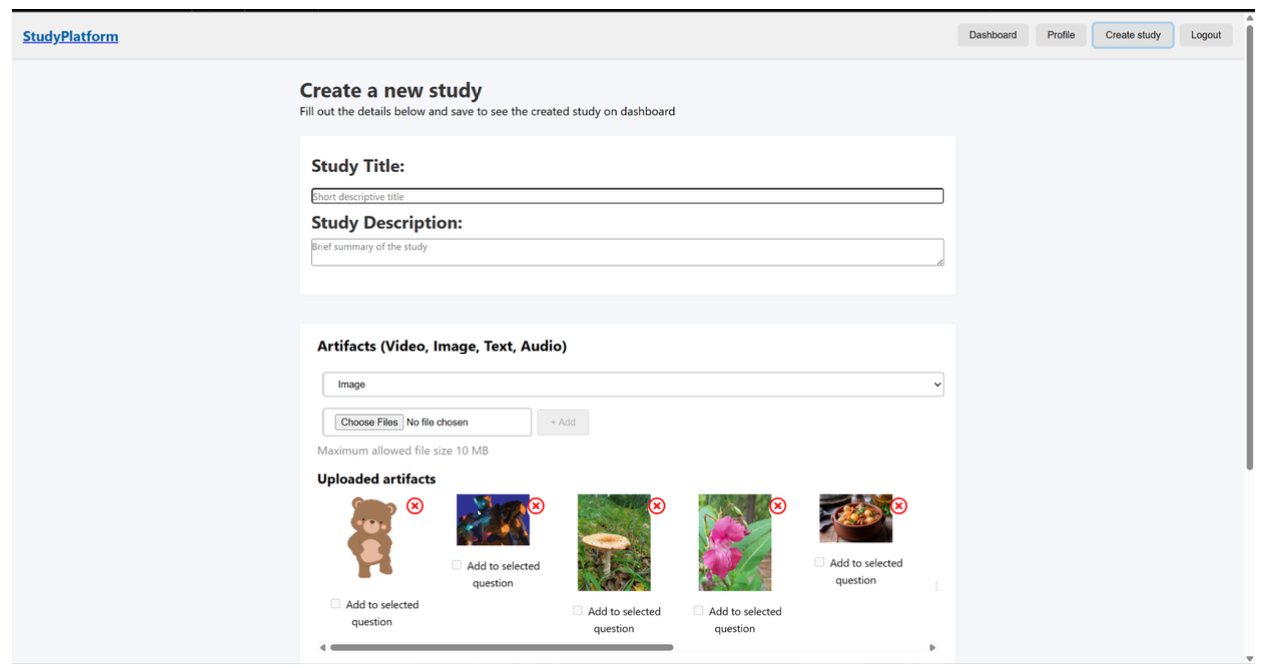 StudyPlatform
Dashboard
Profile
Create study
Logout
Create a new study
Fill out the details below and save to see the created study on dashboard
Study Title:
Short descriptive title
Study Description:
Brief summary of the study
Artifacts (Video, Image, Text, Audio)
Image
Choose Files No file chosen
+ Add
Maximum allowed file size 10 MB
Uploaded artifacts
Add to selected
question
Add to selected
question
Add to selected
question
Add to selected
question
Add to selected
question